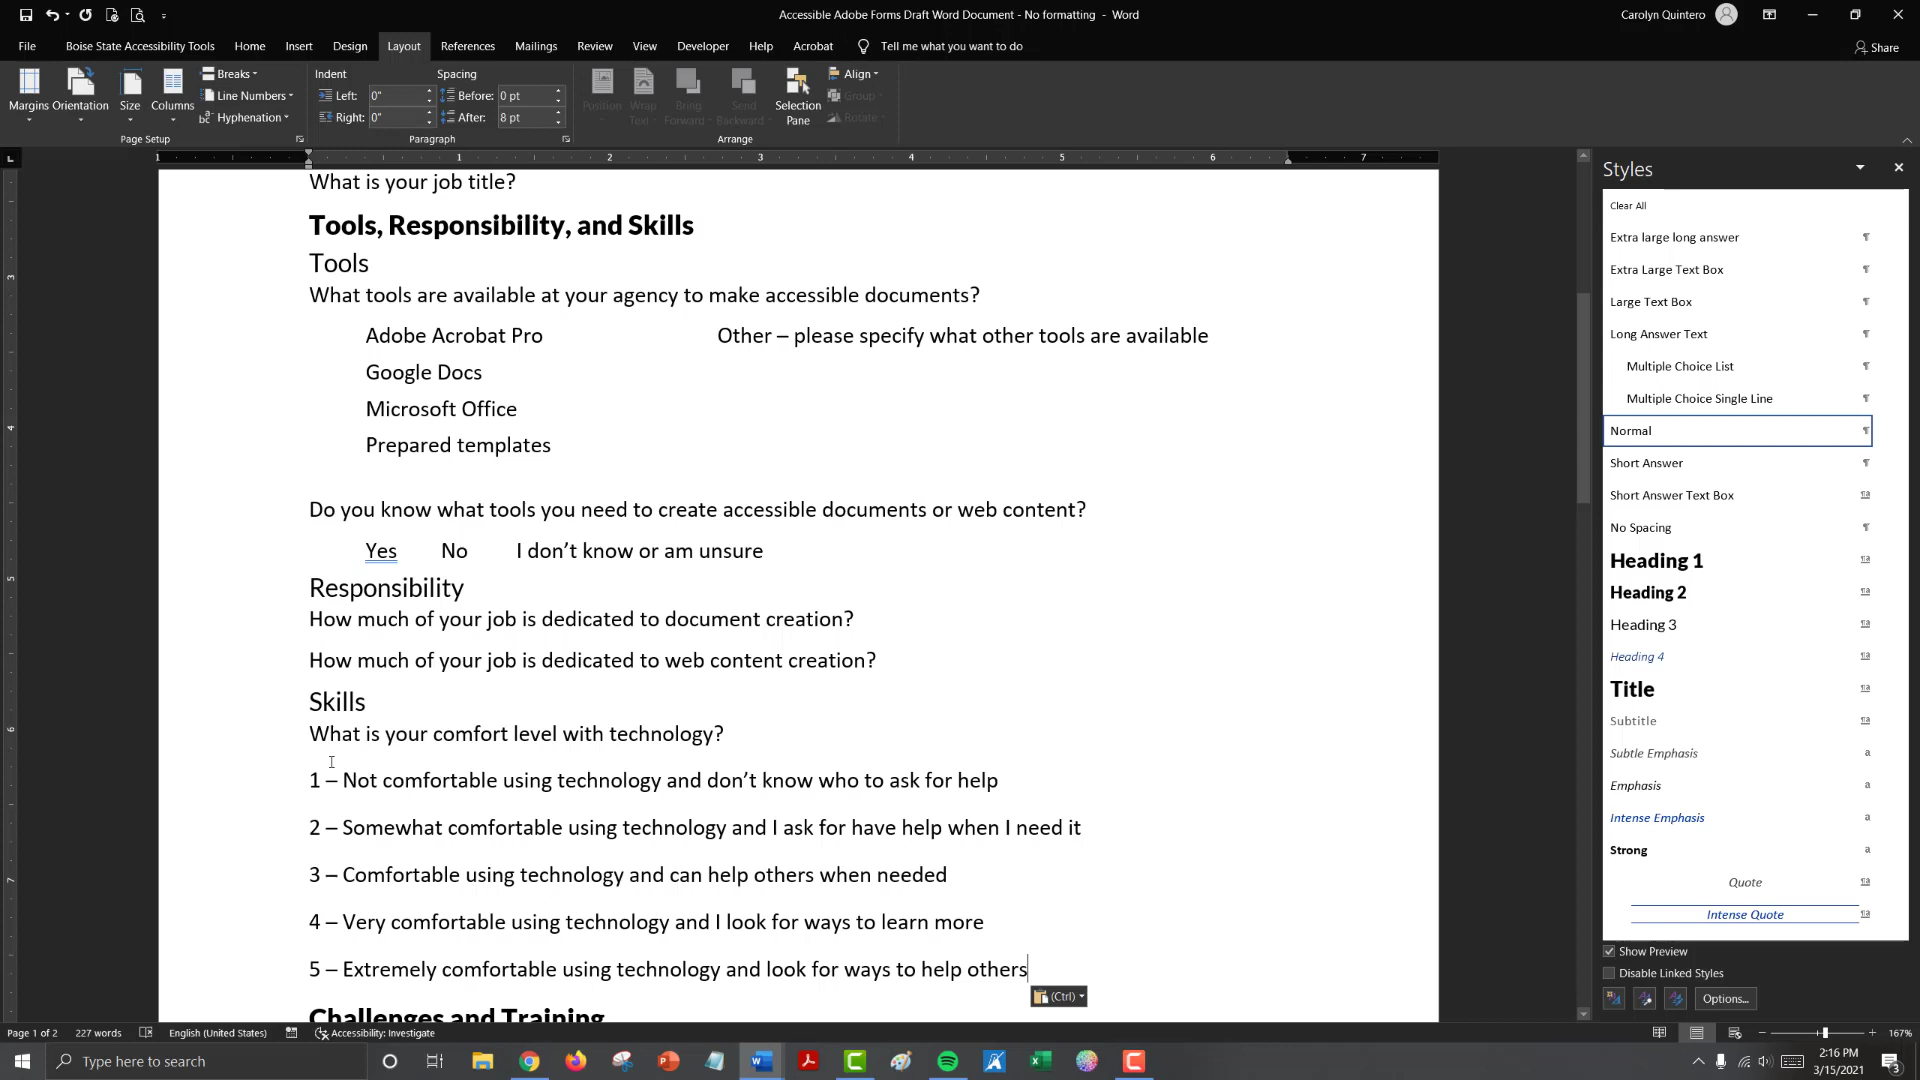 Accessible Adobe Forms Draft Word Document - No formatting - Word
Carolyn Quintero
File Boise State Accessibility Tools Home Insert Design Layout References Mailings Review View Developer Help Acrobat Tell me what you want to do
Share
Margins Orientation Size Columns
Breaks
Line Numbers
Hyphenation
Page Setup
Indent Spacing
Left: 0" Before: 0 pt
Right: 0" After: 8 pt
Paragraph
Position Wrap Text Bring Forward Send Backward Selection Pane
Align
Group
Rotate
Arrange
1 1 2 3 4 5 6 7
3
4
5
6
7
What is your job title?
Tools, Responsibility, and Skills
Tools
What tools are available at your agency to make accessible documents?
Adobe Acrobat Pro Other – please specify what other tools are available
Google Docs
Microsoft Office
Prepared templates
Do you know what tools you need to create accessible documents or web content?
Yes No I don’t know or am unsure
Responsibility
How much of your job is dedicated to document creation?
How much of your job is dedicated to web content creation?
Skills
What is your comfort level with technology?
1 – Not comfortable using technology and don’t know who to ask for help
2 – Somewhat comfortable using technology and I ask for have help when I need it
3 – Comfortable using technology and can help others when needed
4 – Very comfortable using technology and I look for ways to learn more
5 – Extremely comfortable using technology and look for ways to help others
(Ctrl)
Challenges and Training
Styles
Clear All
Extra large long answer
Extra Large Text Box
Large Text Box
Long Answer Text
Multiple Choice List
Multiple Choice Single Line
Normal
Short Answer
Short Answer Text Box
No Spacing
Heading 1
Heading 2
Heading 3
Heading 4
Title
Subtitle
Subtle Emphasis
Emphasis
Intense Emphasis
Strong
Quote
Intense Quote
Show Preview
Disable Linked Styles
Options...
Page 1 of 2 227 words English (United States) Accessibility: Investigate
167%
Type here to search
2:16 PM
3/15/2021
3